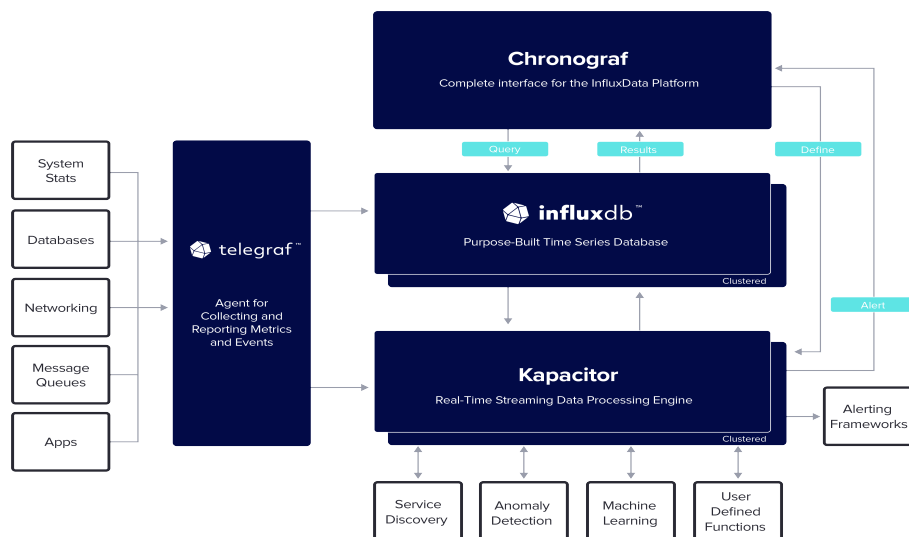 Chronograf
Complete interface for the InfluxData Platform
Query
Results
Define
System
Stats
Databases
Networking
Message
Queues
Apps
telegraf™
Agent for
Collecting and
Reporting Metrics
and Events
influxdb™
Purpose-Built Time Series Database
Clustered
Alert
Kapacitor
Real-Time Streaming Data Processing Engine
Clustered
Alerting
Frameworks
Service
Discovery
Anomaly
Detection
Machine
Learning
User
Defined
Functions